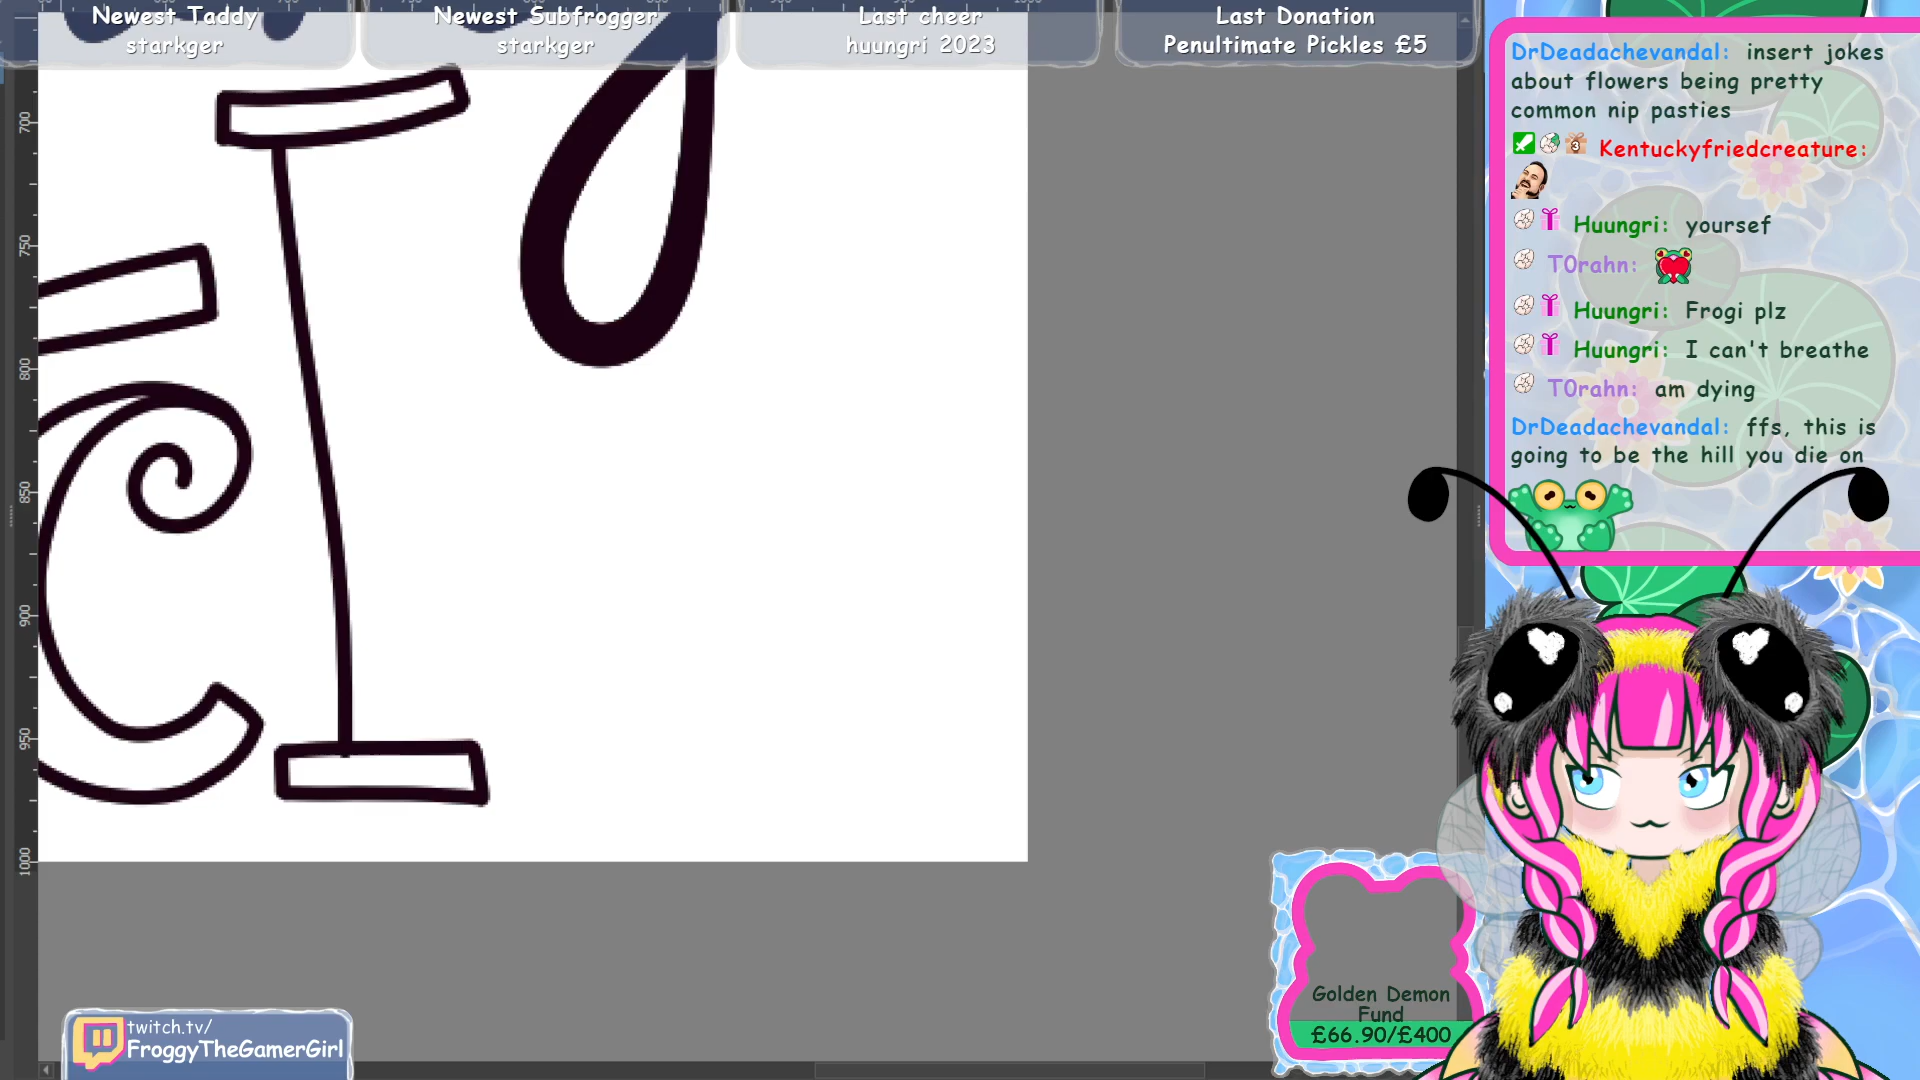 Newest Taddy
starkger
Newest Subfrogger
starkger
Last cheer
huungri 2023
Last Donation
Penultimate Pickles £5
700
750
800
850
900
950
1000
DrDeadachevandal: insert jokes
about flowers being pretty
common nip pasties
3 Kentuckyfriedcreature:
Huungri: yoursef
T0rahn:
Huungri: Frogi plz
Huungri: I can't breathe
T0rahn: am dying
DrDeadachevandal: ffs, this is
going to be the hill you die on
Golden Demon
Fund
£66.90/£400
twitch.tv/
FroggyTheGamerGirl